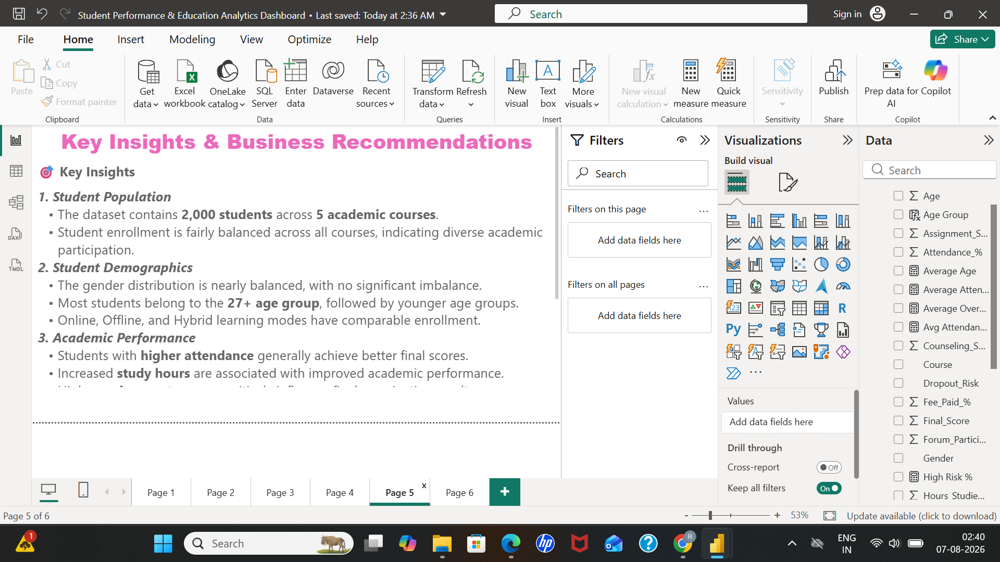 Student Performance & Education Analytics Dashboard • Last saved: Today at 2:36 AM
Search
Sign in
File
Home
Insert
Modeling
View
Optimize
Help
Share
Paste
Cut
Copy
Format painter
Clipboard
Get data
Excel workbook
OneLake catalog
SQL Server
Enter data
Dataverse
Recent sources
Data
Transform data
Refresh
Queries
New visual
Text box
More visuals
Insert
New visual calculation
New measure
Quick measure
Calculations
Sensitivity
Sensitivity
Publish
Share
Prep data for AI
Copilot
Copilot
DAX
TMDL
Key Insights & Business Recommendations
🎯 Key Insights
1. Student Population
• The dataset contains 2,000 students across 5 academic courses.
• Student enrollment is fairly balanced across all courses, indicating diverse academic
participation.
2. Student Demographics
• The gender distribution is nearly balanced, with no significant imbalance.
• Most students belong to the 27+ age group, followed by younger age groups.
• Online, Offline, and Hybrid learning modes have comparable enrollment.
3. Academic Performance
• Students with higher attendance generally achieve better final scores.
• Increased study hours are associated with improved academic performance.
Filters
Search
Filters on this page
...
Add data fields here
Filters on all pages
...
Add data fields here
Visualizations
Build visual
123
R
Py
...
Values
Add data fields here
Drill through
Cross-report
Off
Keep all filters
On
Data
Search
Age
Age Group
Assignment_S...
Attendance_%
Average Age
Average Atten...
Average Over...
Avg Attendan...
Counseling_S...
Course
Dropout_Risk
Fee_Paid_%
Final_Score
Forum_Partici...
Gender
High Risk %
Hours Studie...
Page 1
Page 2
Page 3
Page 4
Page 5
x
Page 6
+
Page 5 of 6
- + 53%
Update available (click to download)
1
Search
hp
R
ENG
IN
02:40
07-08-2026